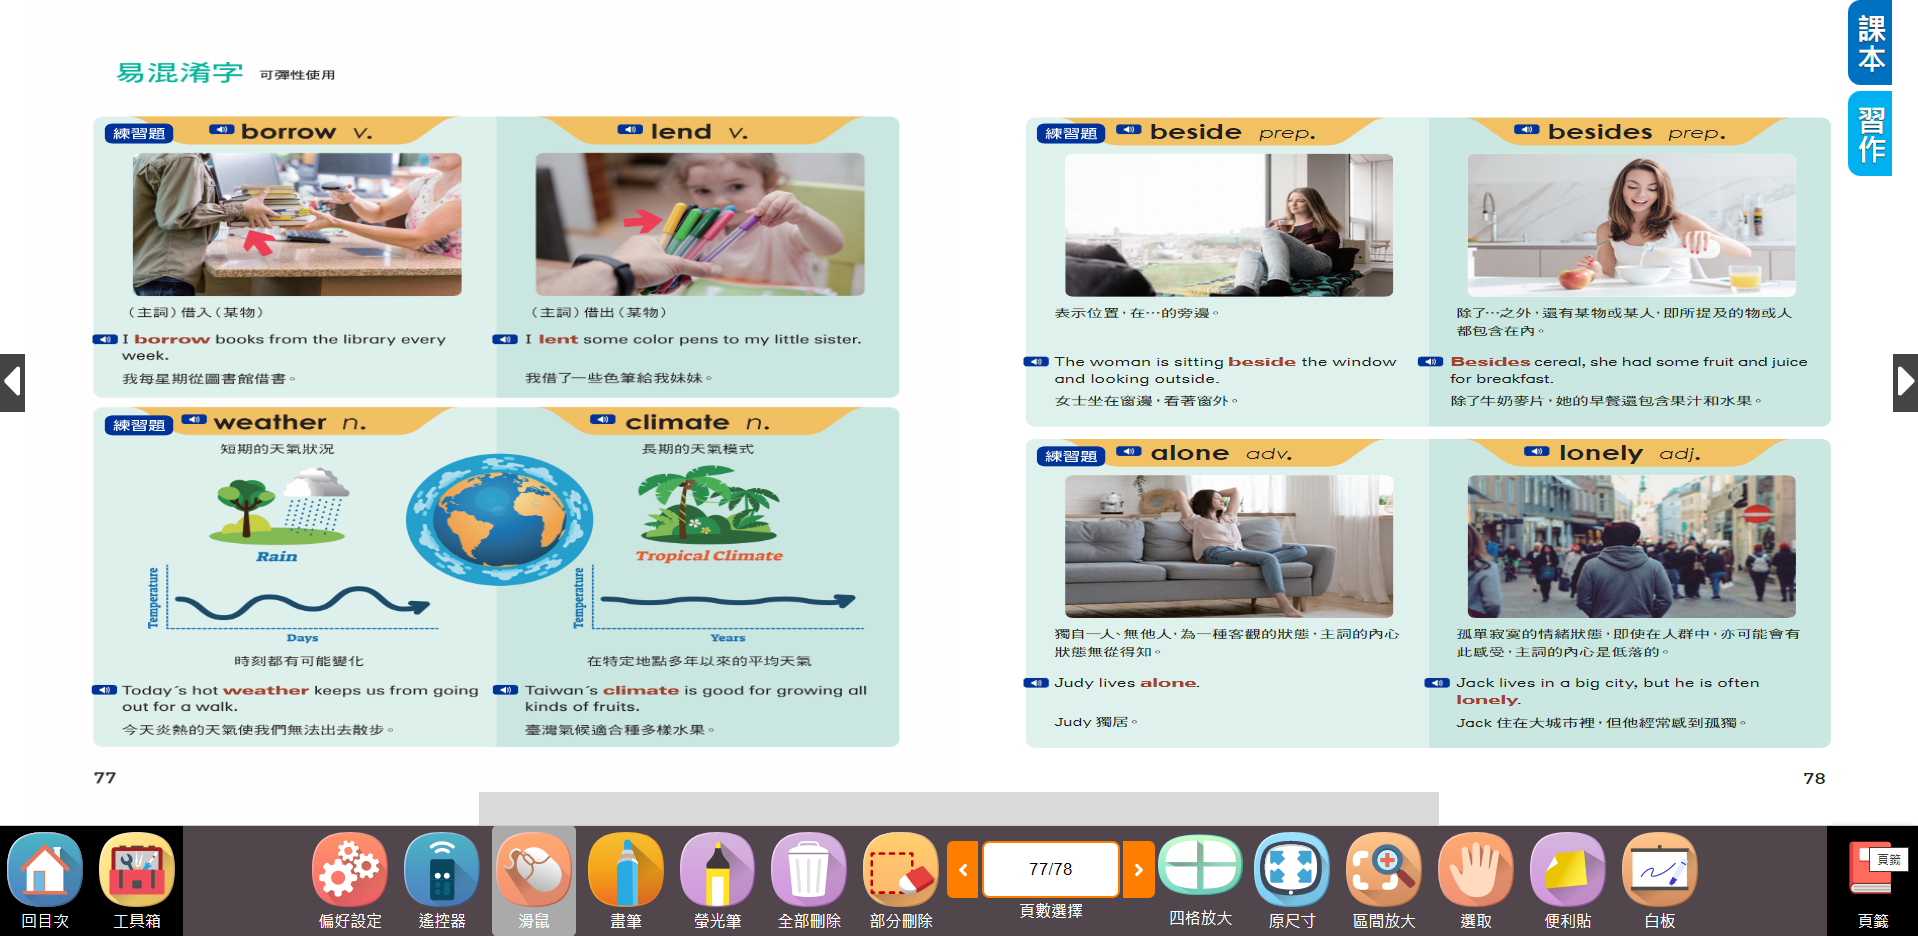 課本
習作
易混淆字 可彈性使用
練習題 borrow v.
lend v.
(主詞)借入(某物)
I borrow books from the library every
week.
我每星期從圖書館借書。
(主詞)借出(某物)
I lent some color pens to my little sister.
我借了一些色筆給我妹妹。
練習題 weather n.
climate n.
短期的天氣狀況
Rain
Temperature
Days
時刻都有可能變化
Today´s hot weather keeps us from going
out for a walk.
今天炎熱的天氣使我們無法出去散步。
長期的天氣模式
Tropical Climate
Temperature
Years
在特定地點多年以來的平均天氣
Taiwan´s climate is good for growing all
kinds of fruits.
臺灣氣候適合種多樣水果。
77
練習題 beside prep.
besides prep.
表示位置,在…的旁邊。
The woman is sitting beside the window
and looking outside.
女士坐在窗邊,看著窗外。
除了…之外,還有某物或某人,即所提及的物或人
都包含在內。
Besides cereal, she had some fruit and juice
for breakfast.
除了牛奶麥片,她的早餐還包含果汁和水果。
練習題 alone adv.
lonely adj.
獨自一人、無他人,為一種客觀的狀態,主詞的內心
狀態無從得知。
Judy lives alone.
Judy 獨居。
孤單寂寞的情緒狀態,即使在人群中,亦可能會有
此感受,主詞的內心是低落的。
Jack lives in a big city, but he is often
lonely.
Jack 住在大城市裡,但他經常感到孤獨。
78
回目次
工具箱
偏好設定
遙控器
滑鼠
畫筆
螢光筆
全部刪除
部分刪除
77/78
頁數選擇
四格放大
原尺寸
區間放大
選取
便利貼
白板
頁籤
頁籤